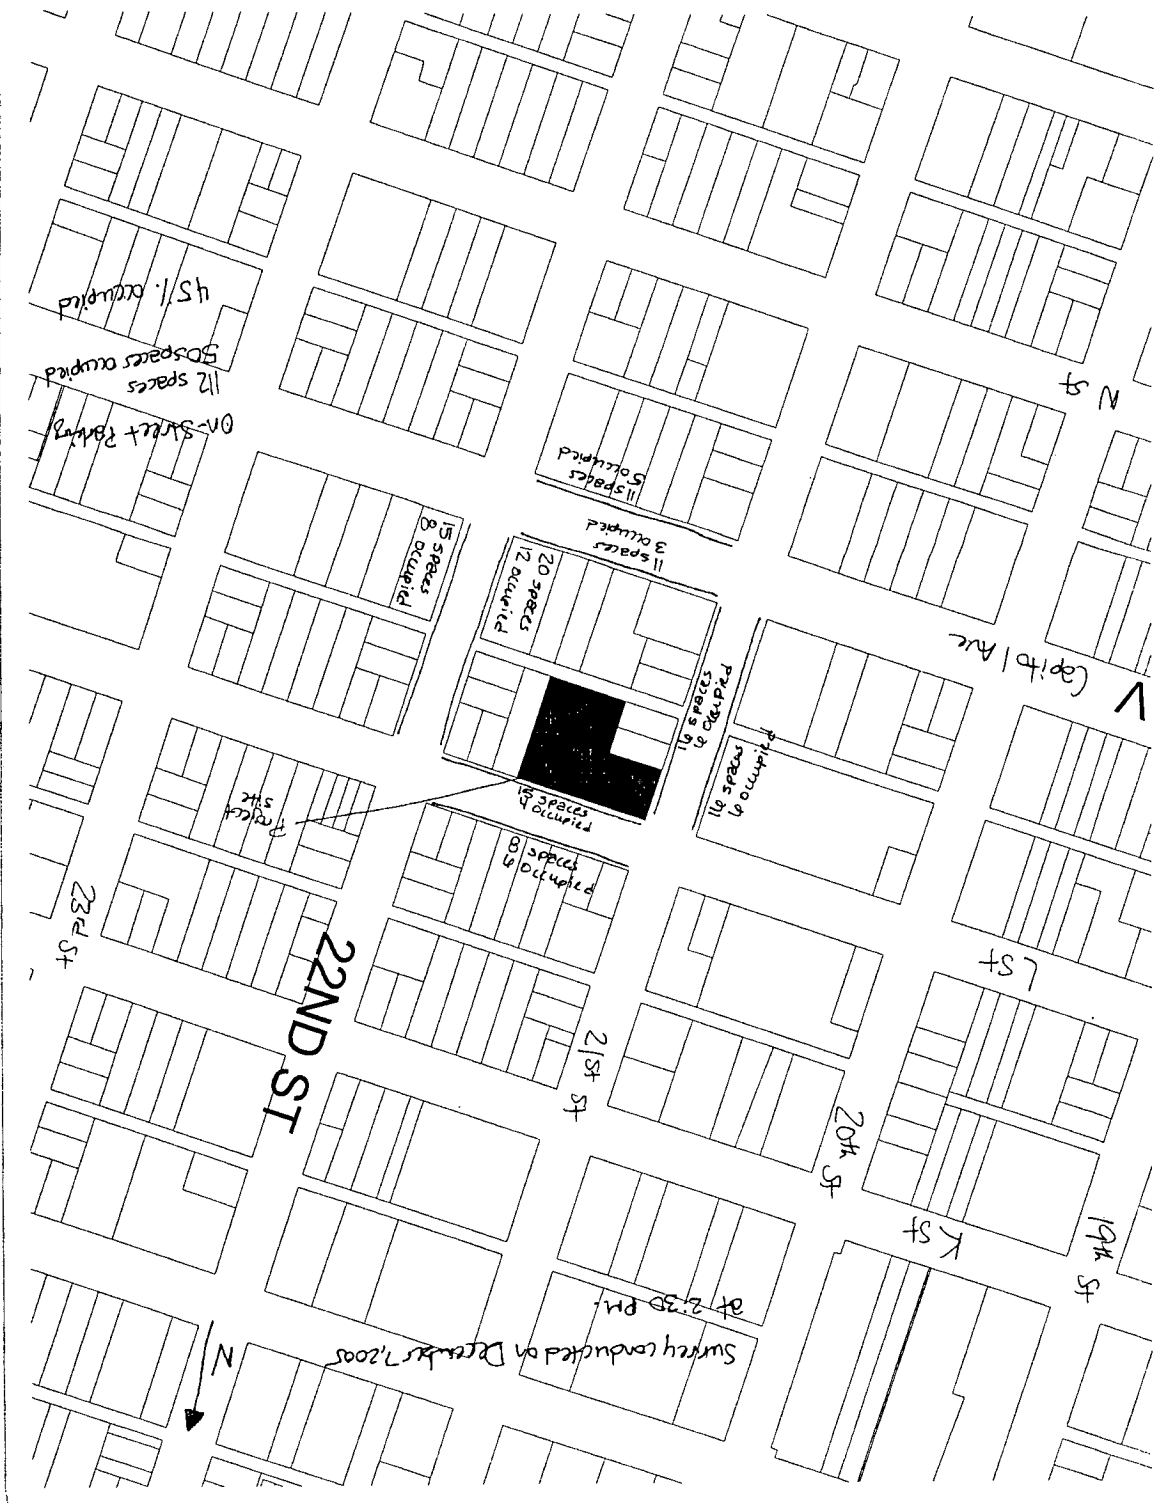 N
Survey conducted on December 7, 2005
at 2:30 PM.
19th St
K St
20th St
21st St
22ND ST
23rd St
L St
8 spaces
6 occupied
15 spaces
4 occupied
Project
site
16 spaces
6 occupied
16 spaces
6 occupied
Capitol Ave
20 spaces
12 occupied
15 spaces
8 occupied
11 spaces
3 occupied
11 spaces
5 occupied
N St
On-Street Parking
112 spaces
50 spaces occupied
45% occupied